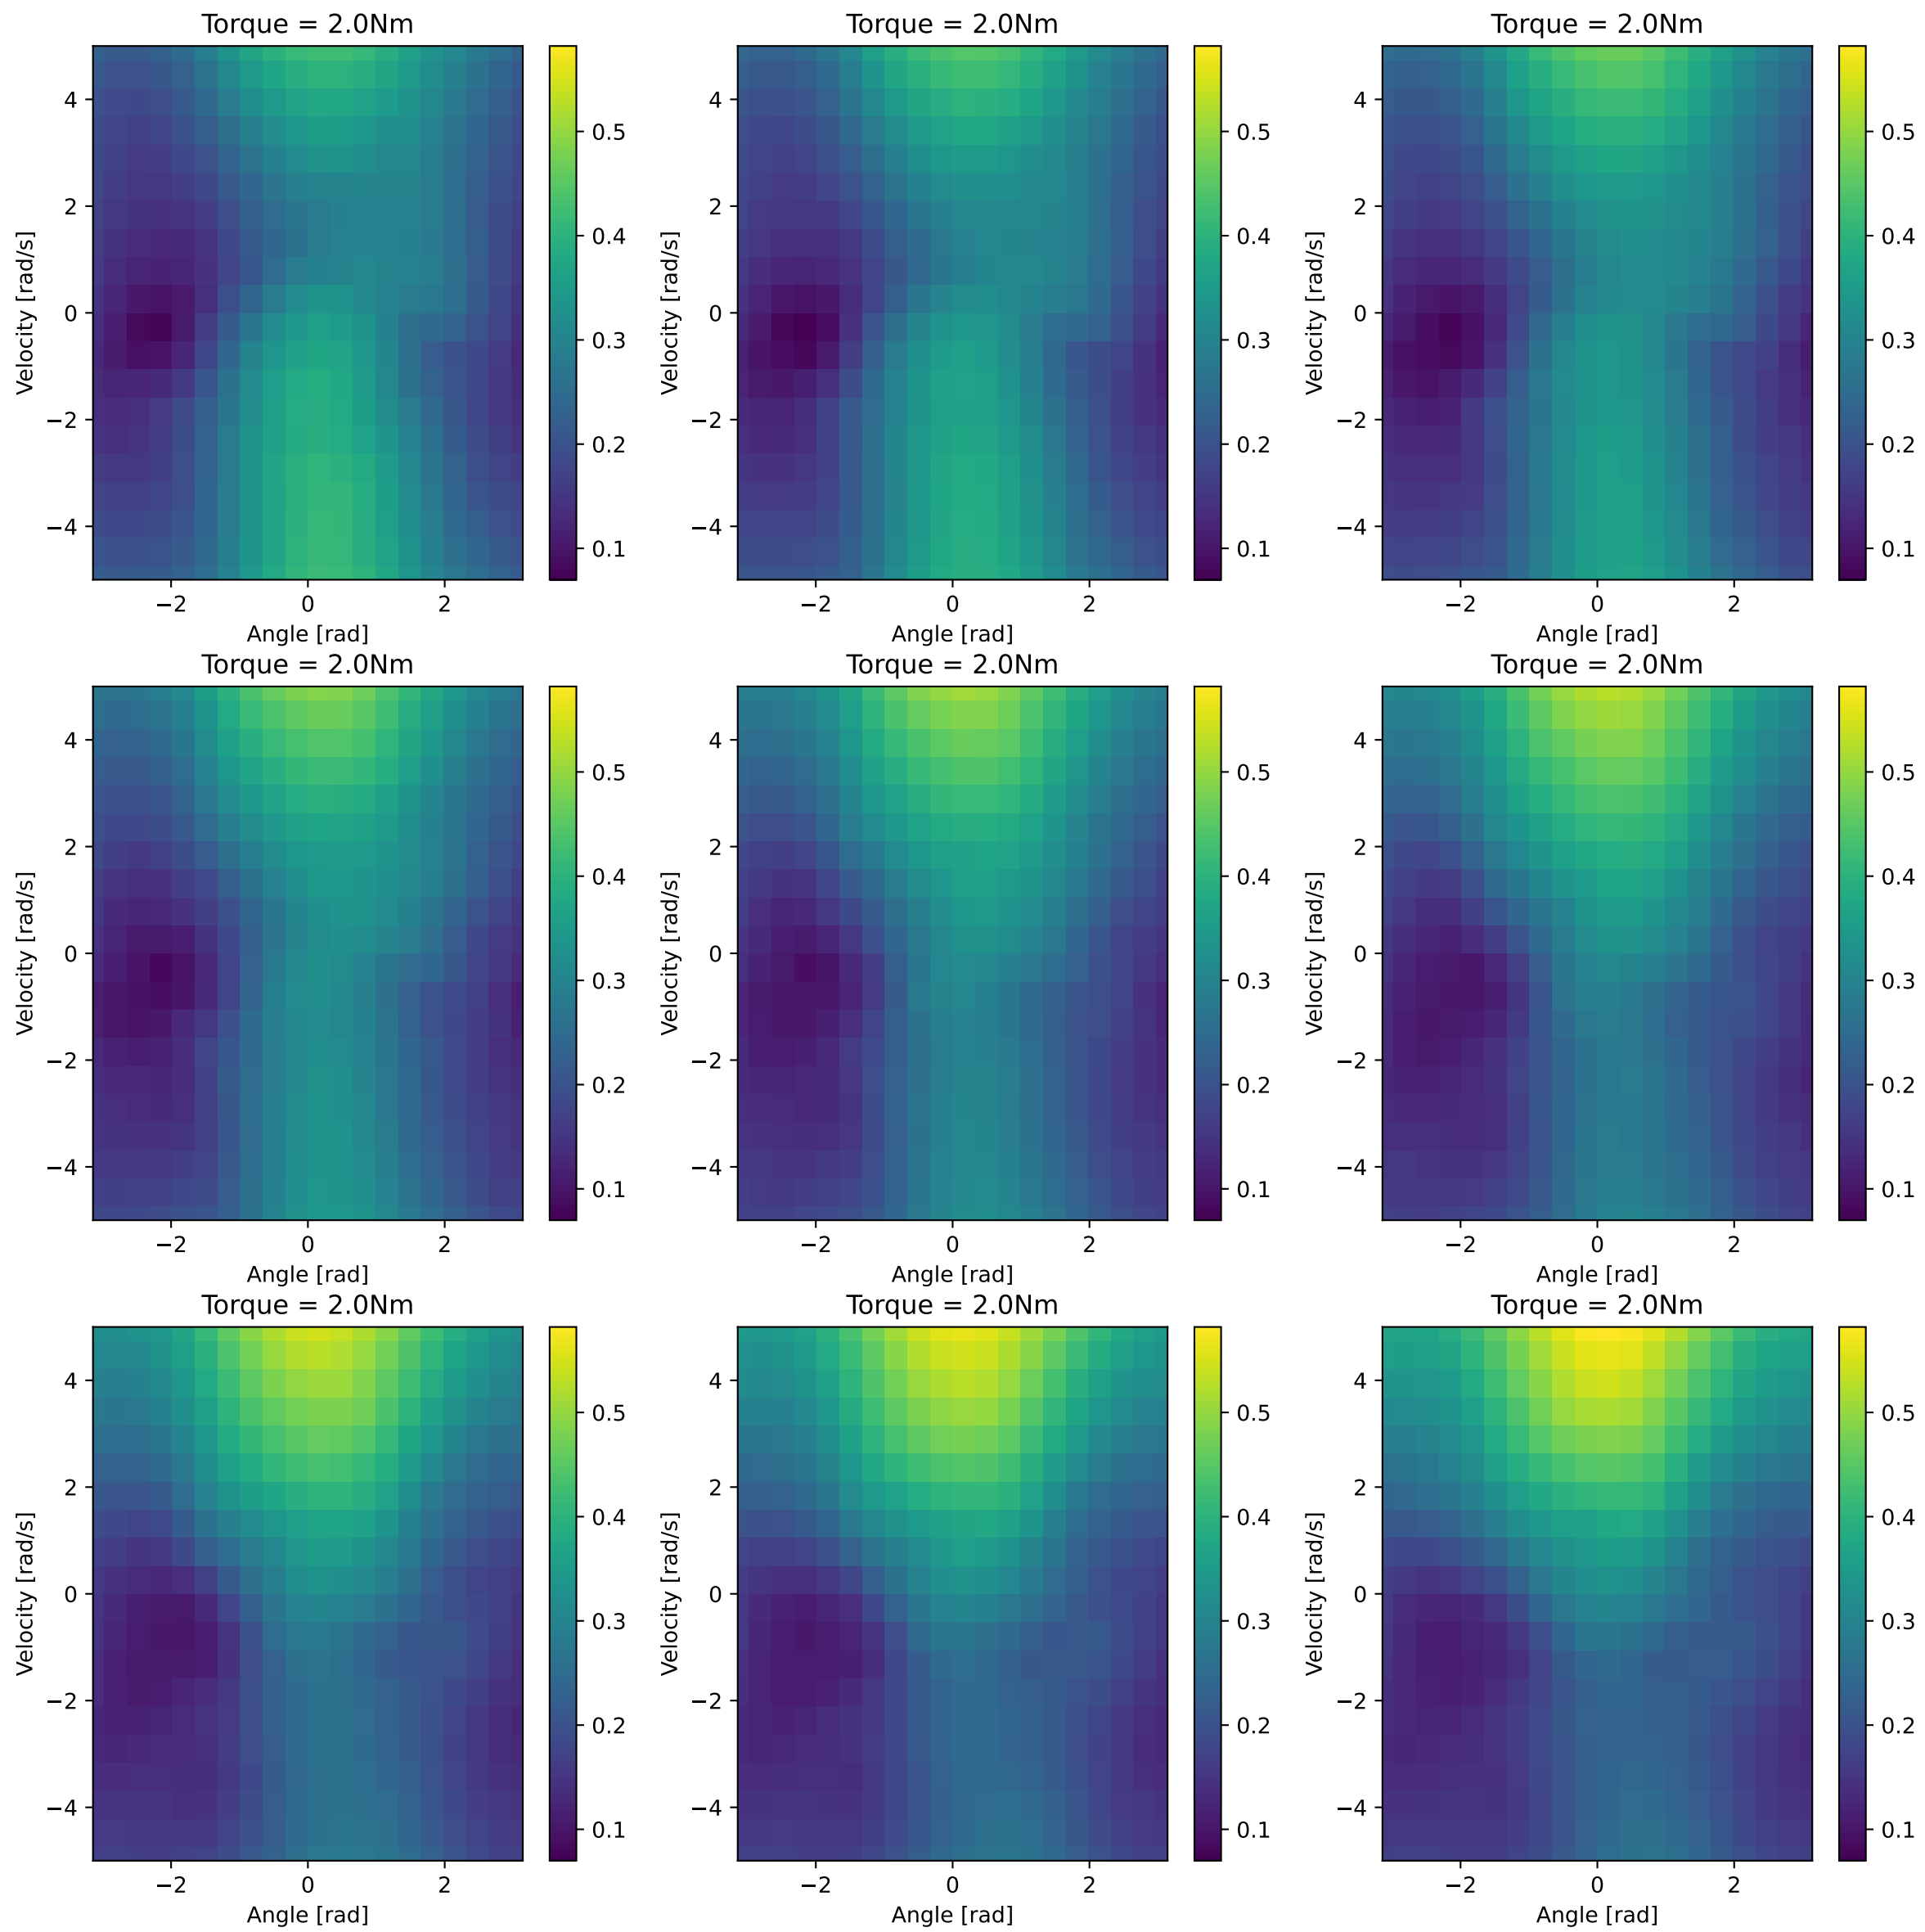 Torque = 2.0Nm Torque = 2.0Nm Torque = 2.0Nm
4 0.5 4 0.5 4 0.5
2 0.4 2 0.4 2 0.4
Velocity [rad/s] Velocity [rad/s] Velocity [rad/s]
0 0.3 0 0.3 0 0.3
−2 0.2 −2 0.2 −2 0.2
−4 0.1 −4 0.1 −4 0.1
−2 0 2 −2 0 2 −2 0 2
Angle [rad] Angle [rad] Angle [rad]
Torque = 2.0Nm Torque = 2.0Nm Torque = 2.0Nm
4 0.5 4 0.5 4 0.5
2 0.4 2 0.4 2 0.4
Velocity [rad/s] Velocity [rad/s] Velocity [rad/s]
0 0.3 0 0.3 0 0.3
−2 0.2 −2 0.2 −2 0.2
−4 0.1 −4 0.1 −4 0.1
−2 0 2 −2 0 2 −2 0 2
Angle [rad] Angle [rad] Angle [rad]
Torque = 2.0Nm Torque = 2.0Nm Torque = 2.0Nm
4 0.5 4 0.5 4 0.5
2 0.4 2 0.4 2 0.4
Velocity [rad/s] Velocity [rad/s] Velocity [rad/s]
0 0.3 0 0.3 0 0.3
−2 0.2 −2 0.2 −2 0.2
−4 0.1 −4 0.1 −4 0.1
−2 0 2 −2 0 2 −2 0 2
Angle [rad] Angle [rad] Angle [rad]